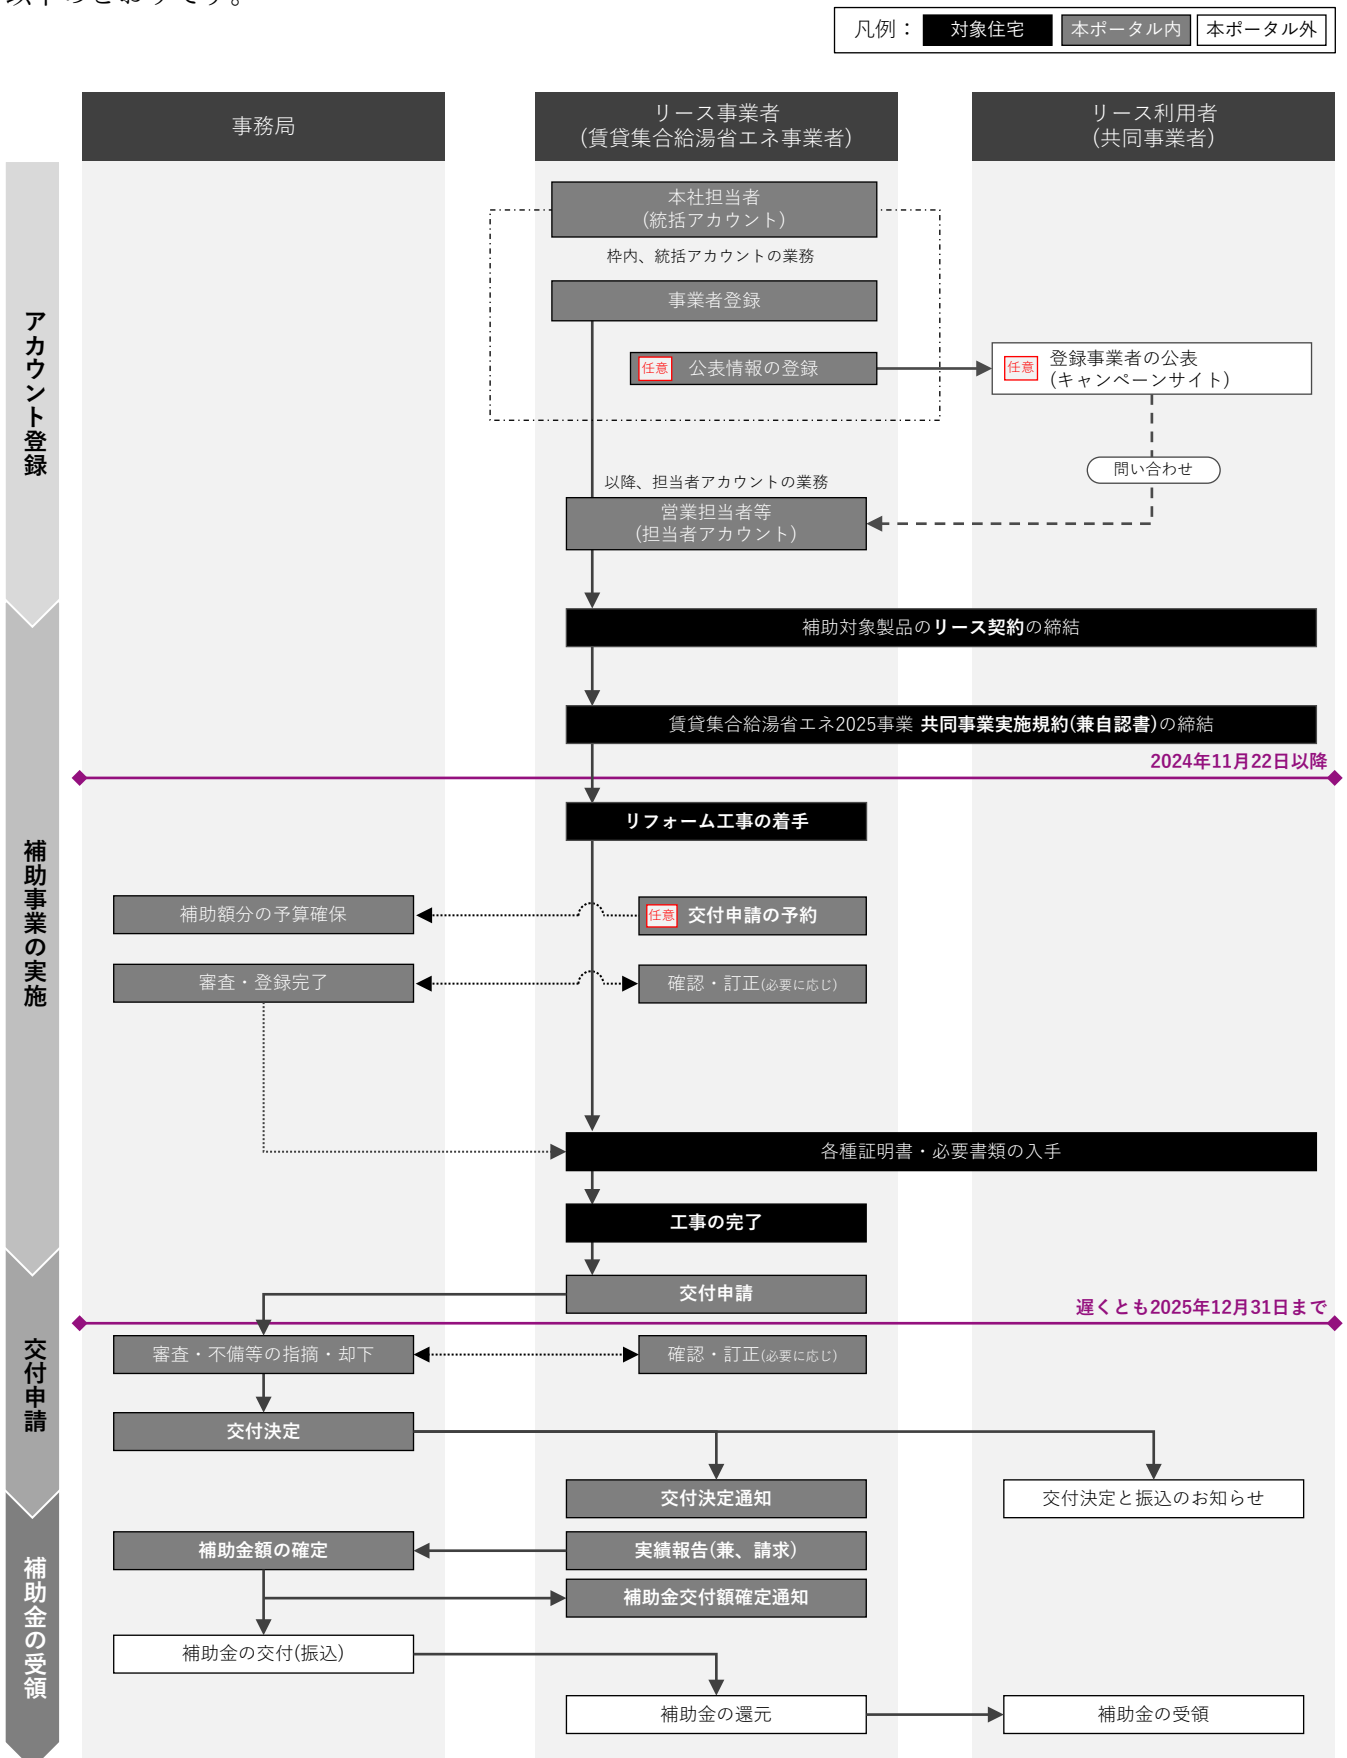 以下のとおりです。
凡例：
対象住宅
本ポータル内
本ポータル外
事務局
リース事業者
(賃貸集合給湯省エネ事業者)
リース利用者
(共同事業者)
アカウント登録
本社担当者
(統括アカウント)
枠内、統括アカウントの業務
事業者登録
任意 公表情報の登録
任意 登録事業者の公表
(キャンペーンサイト)
問い合わせ
以降、担当者アカウントの業務
営業担当者等
(担当者アカウント)
補助事業の実施
補助対象製品のリース契約の締結
賃貸集合給湯省エネ2025事業 共同事業実施規約(兼自認書)の締結
2024年11月22日以降
リフォーム工事の着手
補助額分の予算確保
任意 交付申請の予約
審査・登録完了
確認・訂正(必要に応じ)
各種証明書・必要書類の入手
工事の完了
交付申請
交付申請
遅くとも2025年12月31日まで
審査・不備等の指摘・却下
確認・訂正(必要に応じ)
交付決定
交付決定通知
交付決定と振込のお知らせ
補助金の受領
補助金額の確定
実績報告(兼、請求)
補助金交付額確定通知
補助金の交付(振込)
補助金の還元
補助金の受領